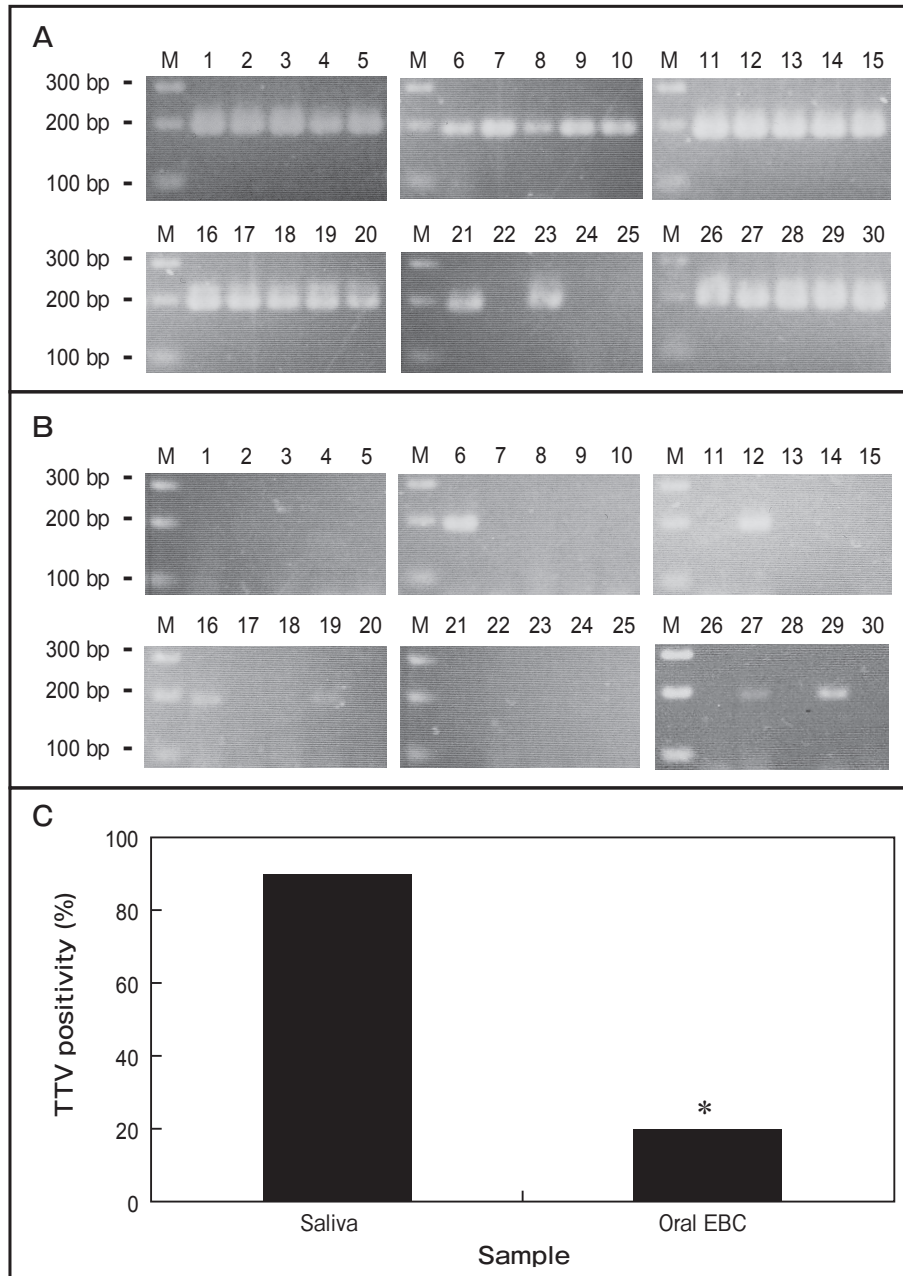 A
M 1 2 3 4 5 M 6 7 8 9 10 M 11 12 13 14 15
300 bp -
200 bp -
100 bp -
M 16 17 18 19 20 M 21 22 23 24 25 M 26 27 28 29 30
300 bp -
200 bp -
100 bp -
B
M 1 2 3 4 5 M 6 7 8 9 10 M 11 12 13 14 15
300 bp -
200 bp -
100 bp -
M 16 17 18 19 20 M 21 22 23 24 25 M 26 27 28 29 30
300 bp -
200 bp -
100 bp -
C
TTV positivity (%)
100
80
60
40
20
0
*
Saliva Oral EBC
Sample